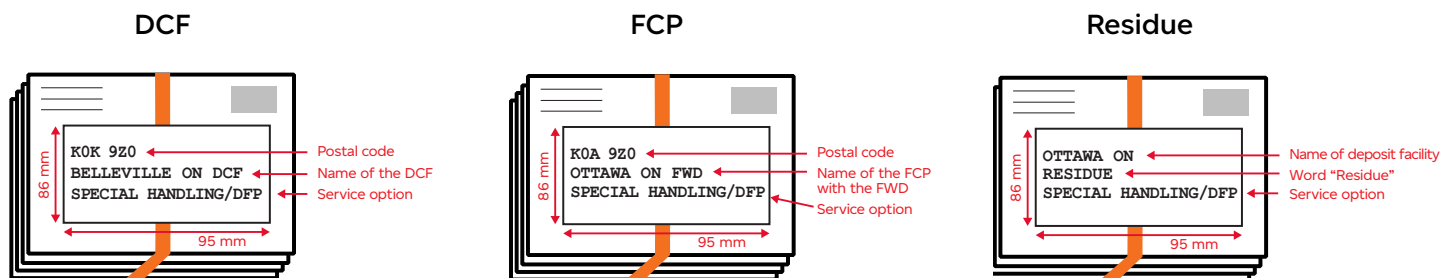 DCF
86 mm
K0K 9Z0
BELLEVILLE ON DCF
SPECIAL HANDLING/DFP
95 mm
Postal code
Name of the DCF
Service option
FCP
86 mm
K0A 9Z0
OTTAWA ON FWD
SPECIAL HANDLING/DFP
95 mm
Postal code
Name of the FCP
with the FWD
Service option
Residue
86 mm
OTTAWA ON
RESIDUE
SPECIAL HANDLING/DFP
95 mm
Name of deposit facility
Word “Residue”
Service option